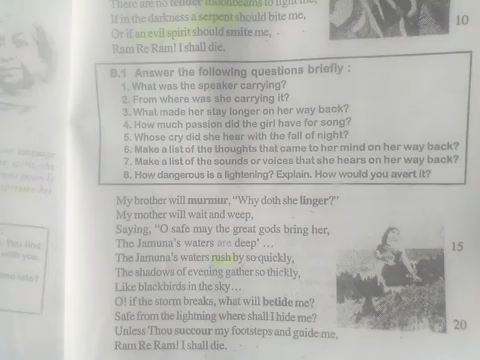 There are no tender moonbeams to light me,
If in the darkness a serpent should bite me,
Or if an evil spirit should smite me,
10
Ram Re Ram! I shall die.
B.1 Answer the following questions briefly :
1. What was the speaker carrying?
2. From where was she carrying it?
3. What made her stay longer on her way back?
4. How much passion did the girl have for song?
5. Whose cry did she hear with the fall of night?
6. Make a list of the thoughts that came to her mind on her way back?
7. Make a list of the sounds or voices that she hears on her way back?
8. How dangerous is a lightening? Explain. How would you avert it?
My brother will murmur, "Why doth she linger?"
My mother will wait and weep,
Saying, "O safe may the great gods bring her,
The Jamuna's waters are deep' ...
15
The Jamuna's waters rush by so quickly,
The shadows of evening gather so thickly,
Like blackbirds in the sky...
O! if the storm breaks, what will betide me?
Safe from the lightning where shall I hide me?
Unless Thou succour my footsteps and guide me,
20
Ram Re Ram! I shall die.
You find
with you.